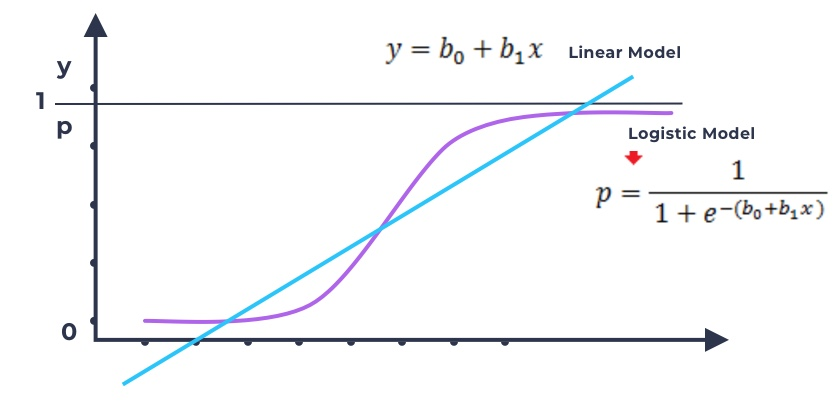 y = b₀ + b₁x Linear Model
y
1
p
Logistic Model
p = 1 / (1 + e^−(b₀+b₁x))
0